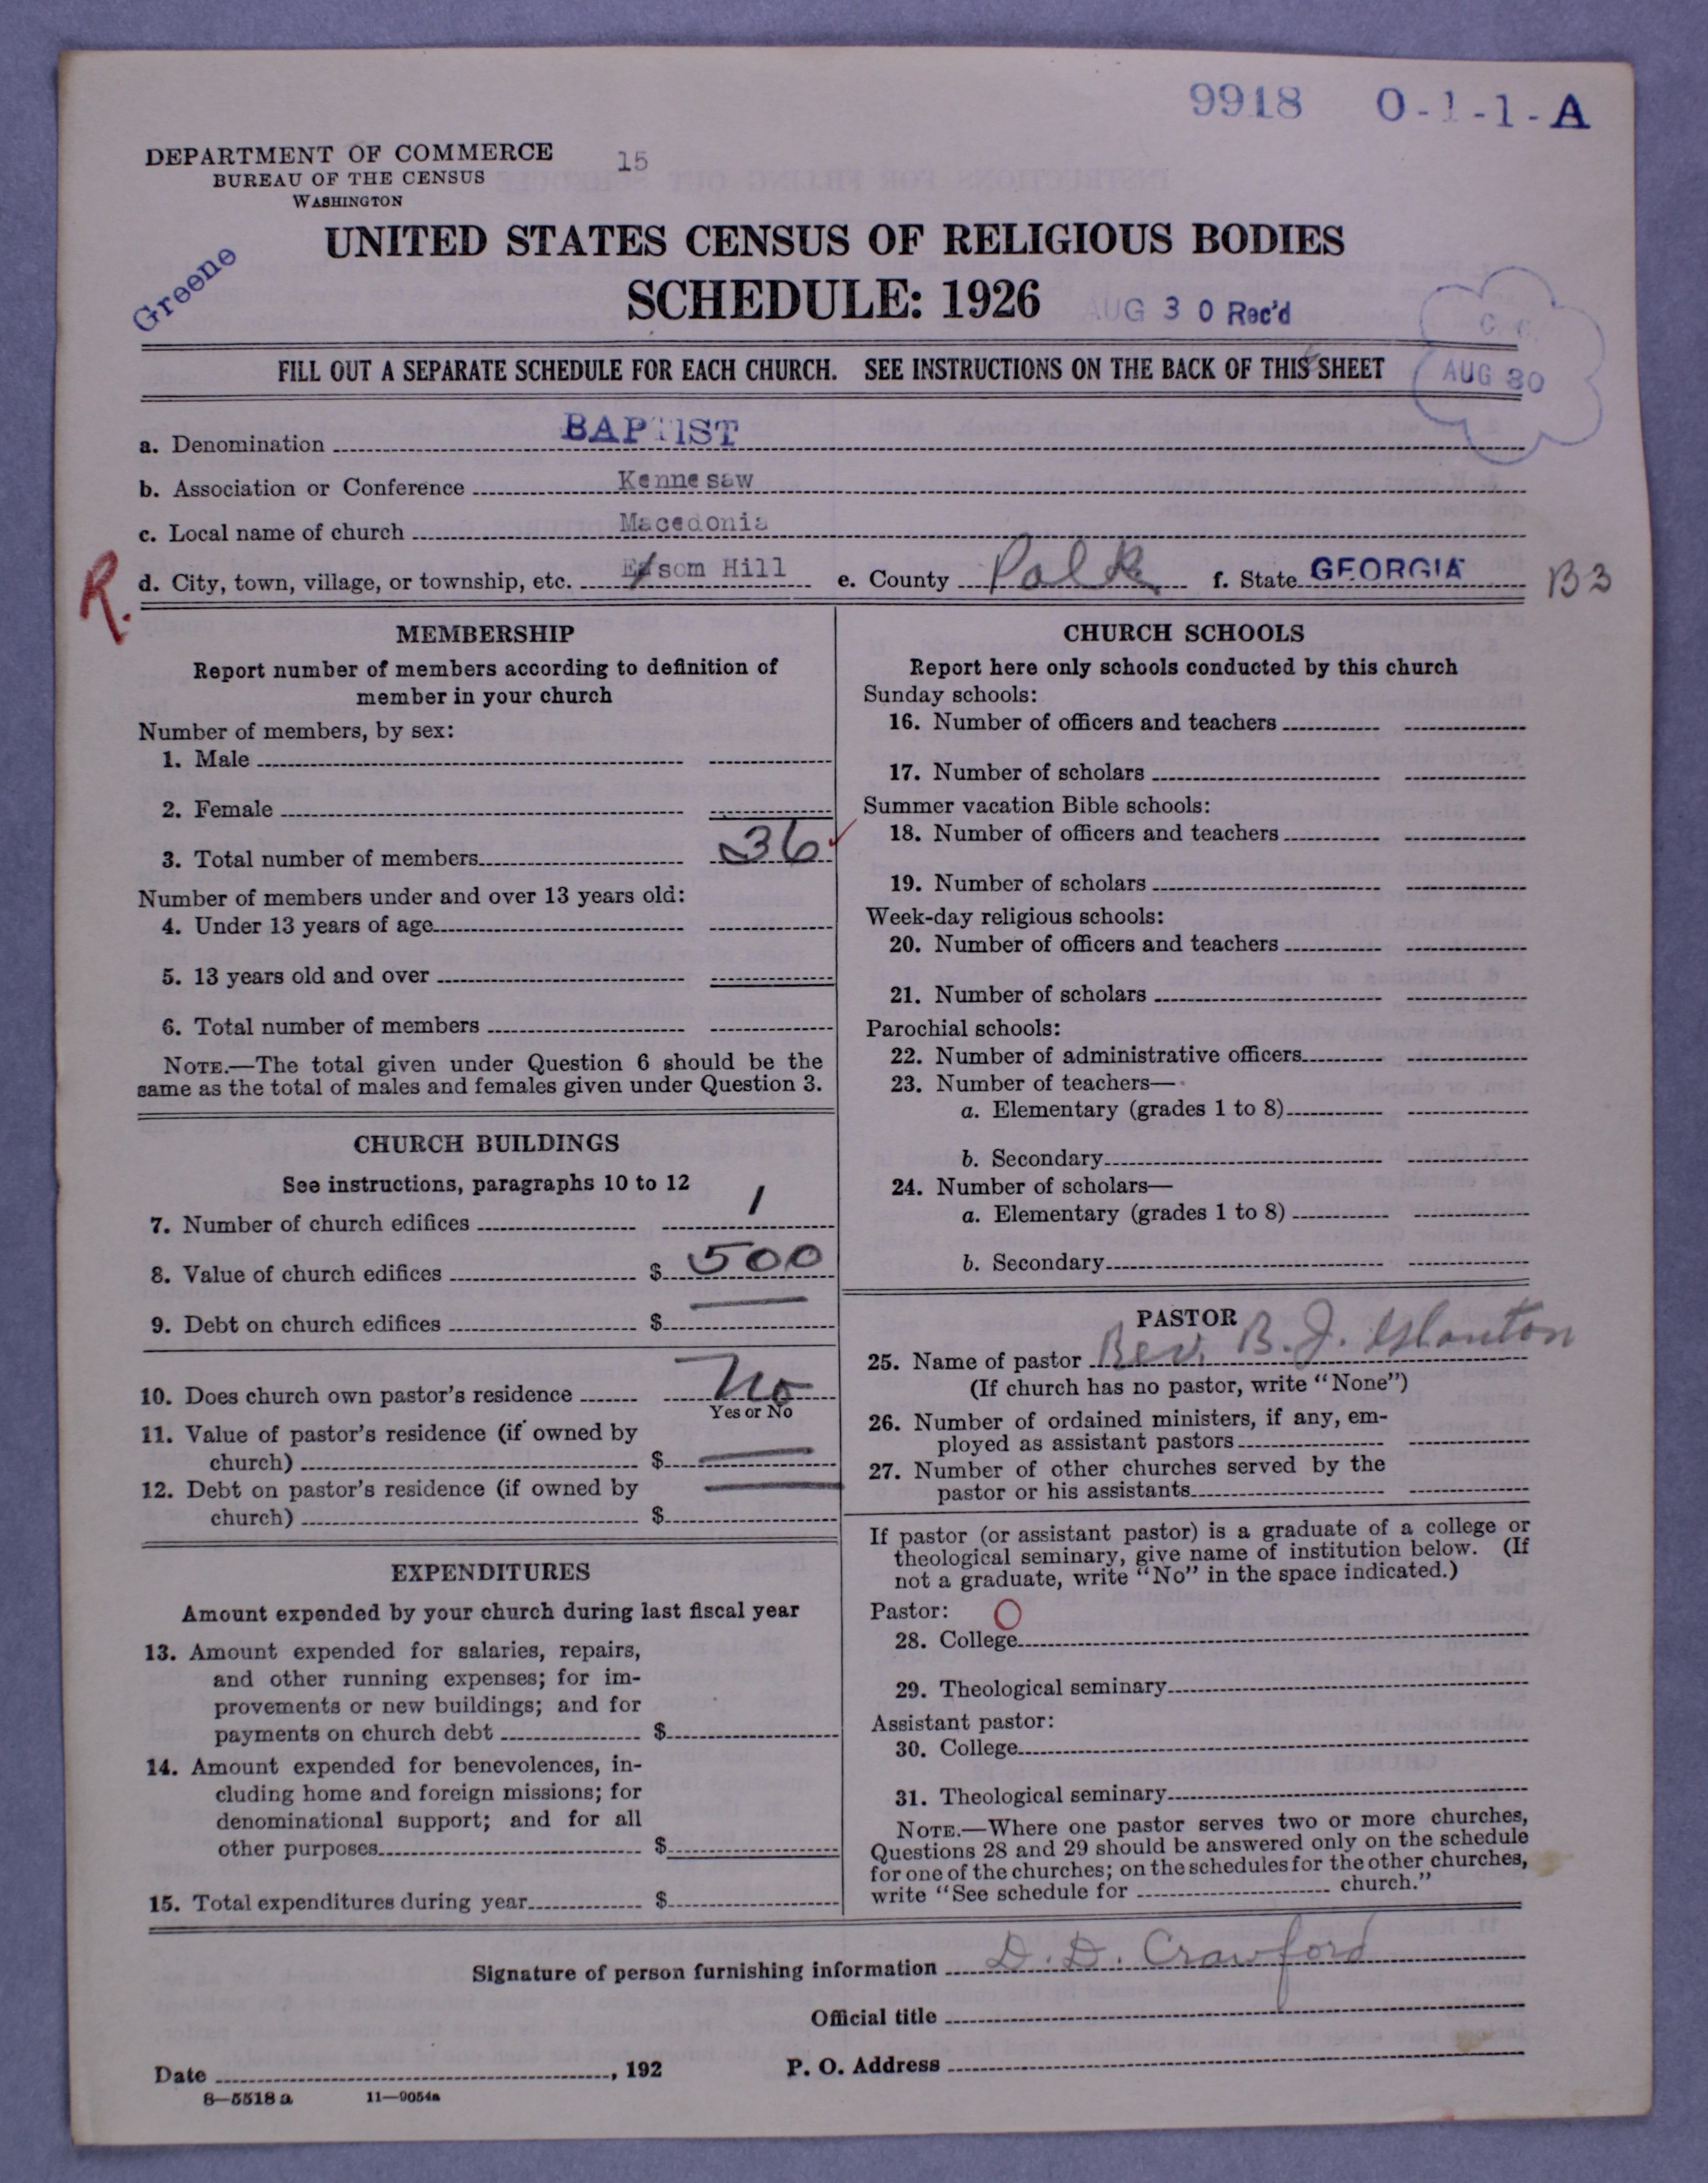 9918 0-1-1-A
DEPARTMENT OF COMMERCE
BUREAU OF THE CENSUS
WASHINGTON
15
Greene
UNITED STATES CENSUS OF RELIGIOUS BODIES
SCHEDULE: 1926
AUG 30 Rec'd
C. C.
AUG 30
FILL OUT A SEPARATE SCHEDULE FOR EACH CHURCH. SEE INSTRUCTIONS ON THE BACK OF THIS SHEET
a. Denomination BAPTIST
b. Association or Conference Kennesaw
c. Local name of church Macedonia
R.
d. City, town, village, or township, etc. Essom Hill e. County Polk f. State GEORGIA
B3
MEMBERSHIP
Report number of members according to definition of
member in your church
Number of members, by sex:
1. Male
2. Female
3. Total number of members 36
Number of members under and over 13 years old:
4. Under 13 years of age
5. 13 years old and over
6. Total number of members
NOTE.—The total given under Question 6 should be the
same as the total of males and females given under Question 3.
CHURCH BUILDINGS
See instructions, paragraphs 10 to 12
7. Number of church edifices 1
8. Value of church edifices $ 500
9. Debt on church edifices $ —
10. Does church own pastor's residence No
Yes or No
11. Value of pastor's residence (if owned by
church) $ —
12. Debt on pastor's residence (if owned by —
church) $
EXPENDITURES
Amount expended by your church during last fiscal year
13. Amount expended for salaries, repairs,
and other running expenses; for im-
provements or new buildings; and for
payments on church debt $
14. Amount expended for benevolences, in-
cluding home and foreign missions; for
denominational support; and for all
other purposes $
15. Total expenditures during year $
CHURCH SCHOOLS
Report here only schools conducted by this church
Sunday schools:
16. Number of officers and teachers
17. Number of scholars
Summer vacation Bible schools:
18. Number of officers and teachers
19. Number of scholars
Week-day religious schools:
20. Number of officers and teachers
21. Number of scholars
Parochial schools:
22. Number of administrative officers
23. Number of teachers—
a. Elementary (grades 1 to 8)
b. Secondary
24. Number of scholars—
a. Elementary (grades 1 to 8)
b. Secondary
PASTOR
25. Name of pastor Rev. B. J. Glanton
(If church has no pastor, write "None")
26. Number of ordained ministers, if any, em-
ployed as assistant pastors
27. Number of other churches served by the
pastor or his assistants
If pastor (or assistant pastor) is a graduate of a college or
theological seminary, give name of institution below. (If
not a graduate, write "No" in the space indicated.)
Pastor: O
28. College
29. Theological seminary
Assistant pastor:
30. College
31. Theological seminary
NOTE.—Where one pastor serves two or more churches,
Questions 28 and 29 should be answered only on the schedule
for one of the churches; on the schedules for the other churches,
write "See schedule for church."
Signature of person furnishing information D. D. Crawford
Official title
Date , 192 P. O. Address
8—5518 a 11—9054a